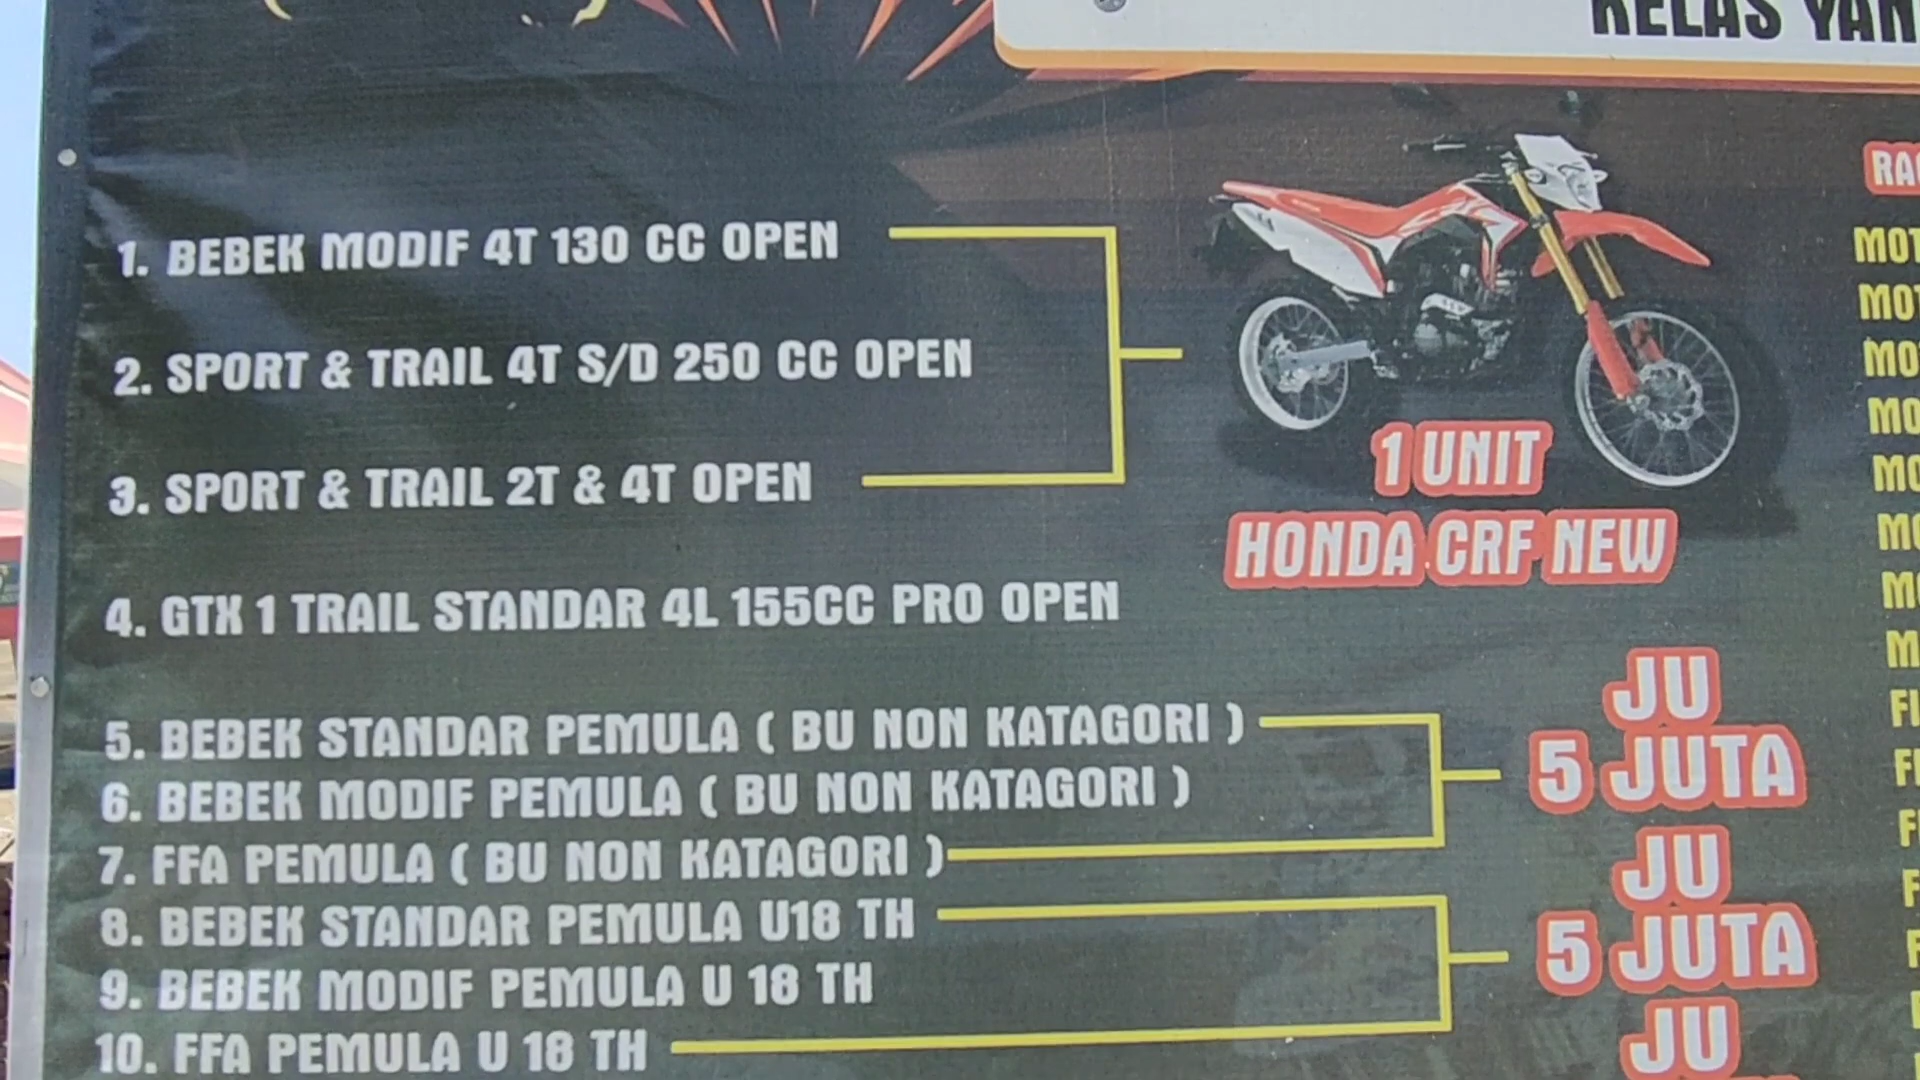 KELAS YAN
1. BEBEK MODIF 4T 130 CC OPEN
2. SPORT & TRAIL 4T S/D 250 CC OPEN
3. SPORT & TRAIL 2T & 4T OPEN
1 UNIT
HONDA CRF NEW
4. GTX 1 TRAIL STANDAR 4L 155CC PRO OPEN
5. BEBEK STANDAR PEMULA ( BU NON KATAGORI )
6. BEBEK MODIF PEMULA ( BU NON KATAGORI )
7. FFA PEMULA ( BU NON KATAGORI )
JU
5 JUTA
8. BEBEK STANDAR PEMULA U18 TH
9. BEBEK MODIF PEMULA U 18 TH
10. FFA PEMULA U 18 TH
JU
5 JUTA
JU